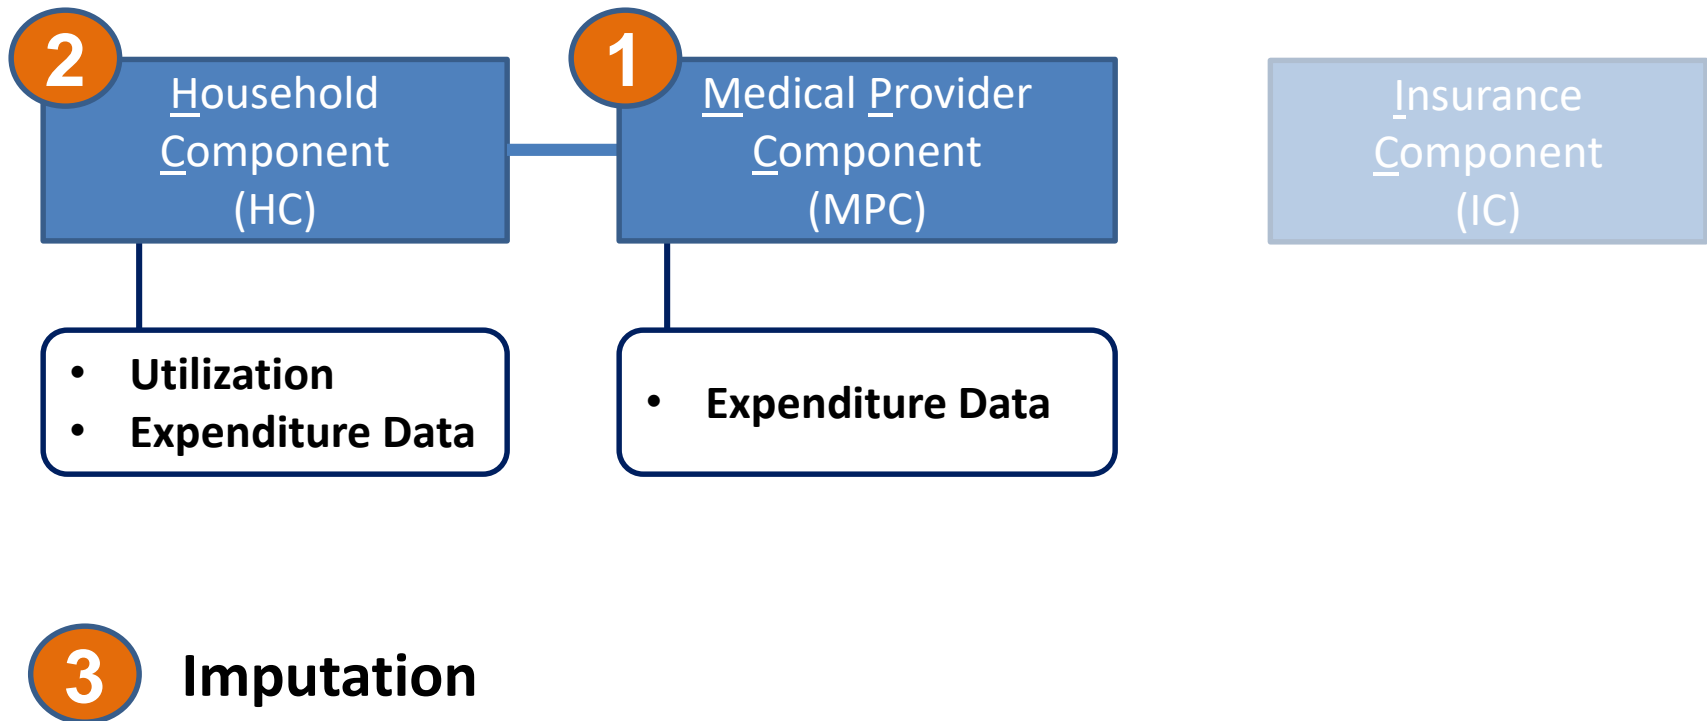 2
Household
Component
(HC)
1
Medical Provider
Component
(MPC)
Insurance
Component
(IC)
• Utilization
• Expenditure Data
• Expenditure Data
3 Imputation